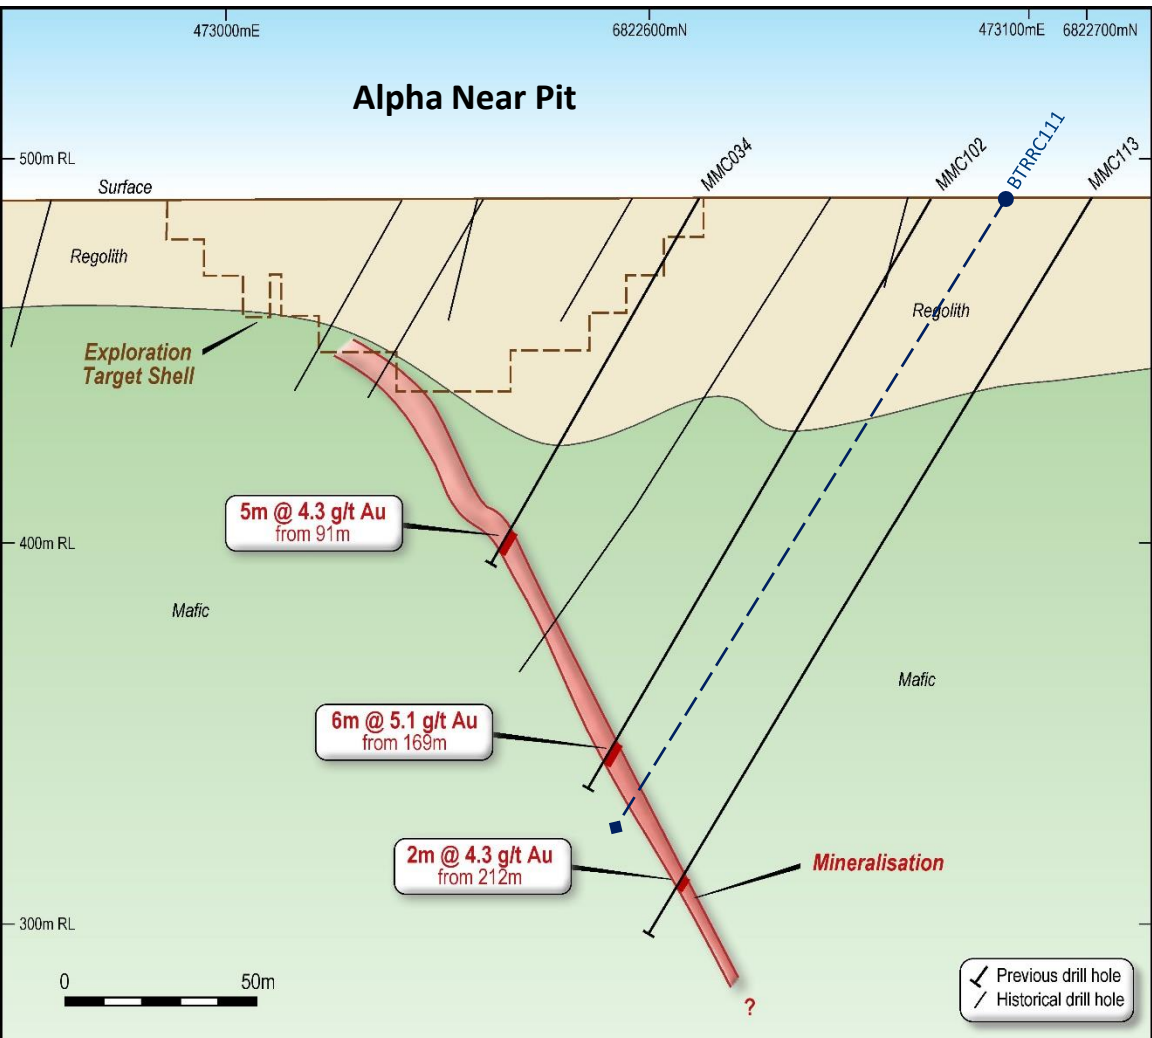 473000mE
6822600mN
473100mE
6822700mN
Alpha Near Pit
500m RL
MMC034
MMC102
BTRRC111
MMC113
Surface
Regolith
Regolith
Exploration
Target Shell
5m @ 4.3 g/t Au
from 91m
400m RL
Mafic
Mafic
6m @ 5.1 g/t Au
from 169m
2m @ 4.3 g/t Au
from 212m
Mineralisation
300m RL
0
50m
?
Previous drill hole
Historical drill hole